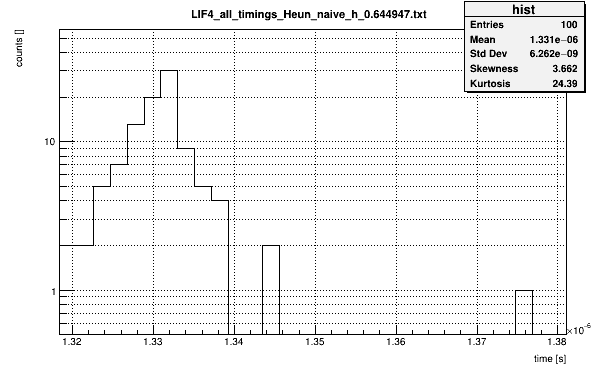 LIF4_all_timings_Heun_naive_h_0.644947.txt
hist
Entries 100
Mean 1.331e−06
Std Dev 6.262e−09
Skewness 3.662
Kurtosis 24.39
counts []
10
1
1.32 1.33 1.34 1.35 1.36 1.37 1.38
×10⁻⁶
time [s]